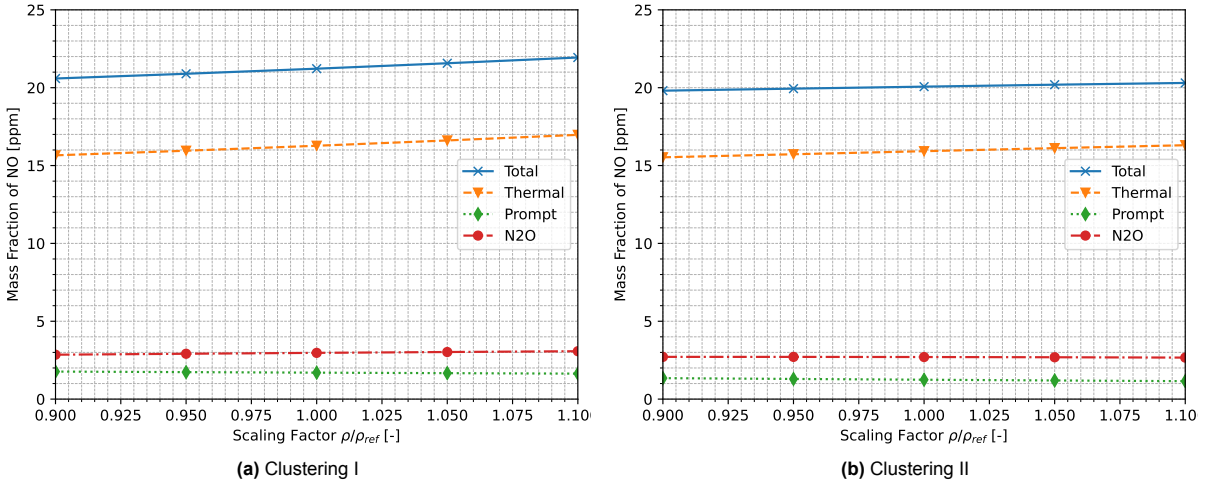 25
20
15
10
5
0
Mass Fraction of NO [ppm]
Total
Thermal
Prompt
N2O
0.900 0.925 0.950 0.975 1.000 1.025 1.050 1.075 1.10
Scaling Factor ρ/ρref [-]
(a) Clustering I
25
20
15
10
5
0
Mass Fraction of NO [ppm]
Total
Thermal
Prompt
N2O
0.900 0.925 0.950 0.975 1.000 1.025 1.050 1.075 1.10
Scaling Factor ρ/ρref [-]
(b) Clustering II